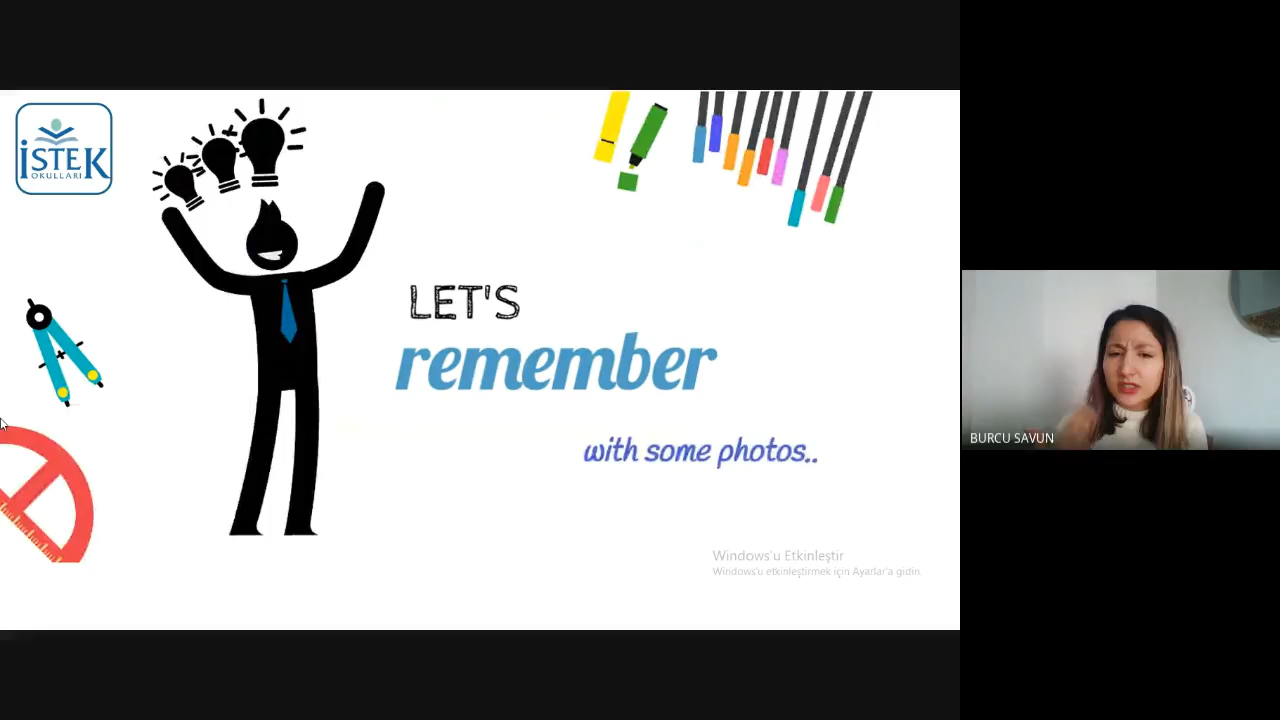 İSTEK
OKULLARI
LET'S
remember
with some photos..
BURCU SAVUN
Windows'u Etkinleştir
Windows'u etkinleştirmek için Ayarlar'a gidin.